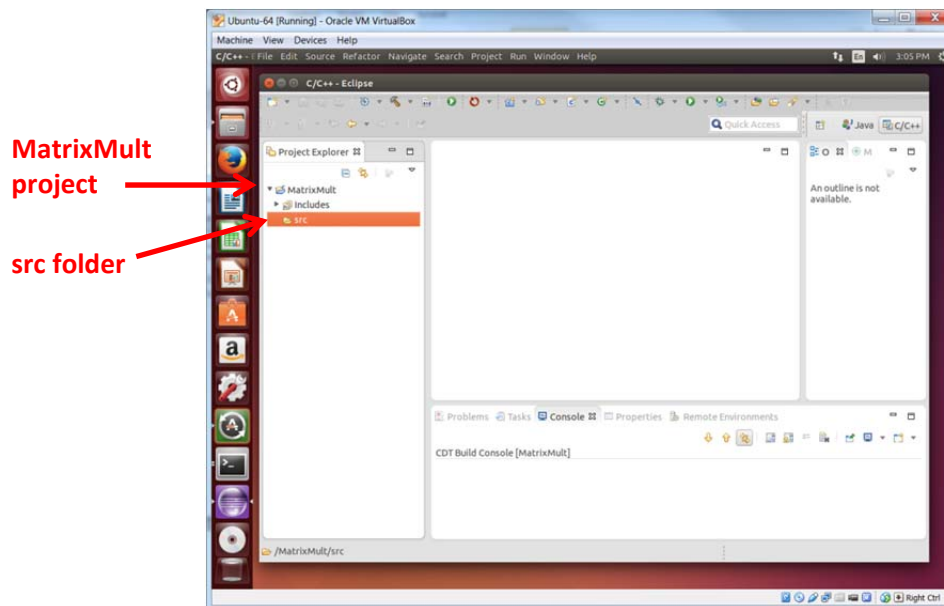 Ubuntu-64 [Running] - Oracle VM VirtualBox
Machine View Devices Help
C/C++ - File Edit Source Refactor Navigate Search Project Run Window Help
En 3:05 PM
C/C++ - Eclipse
Quick Access
Java C/C++
MatrixMult
project
src folder
Project Explorer
MatrixMult
Includes
src
O M
An outline is not
available.
Problems Tasks Console Properties Remote Environments
CDT Build Console [MatrixMult]
/MatrixMult/src
Right Ctrl